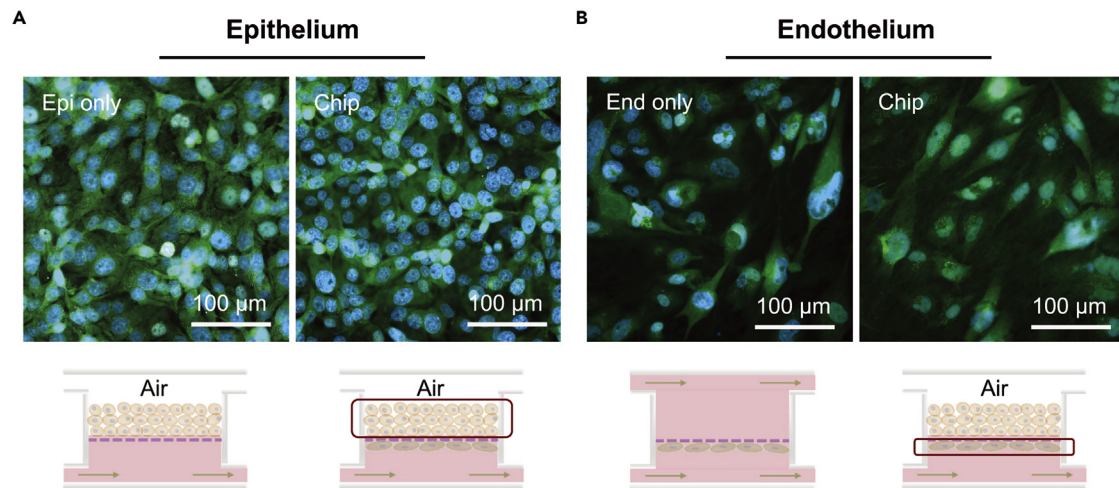 A
Epithelium
Epi only
Chip
100 µm
100 µm
Air
Air
B
Endothelium
End only
Chip
100 µm
100 µm
Air